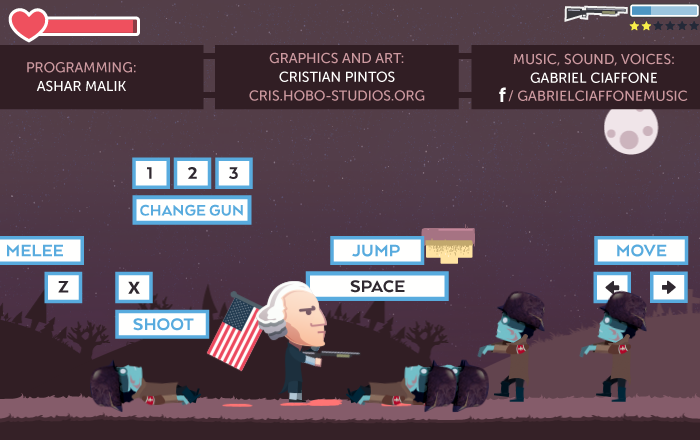 PROGRAMMING:
ASHAR MALIK
GRAPHICS AND ART:
CRISTIAN PINTOS
CRIS.HOBO-STUDIOS.ORG
MUSIC, SOUND, VOICES:
GABRIEL CIAFFONE
f / GABRIELCIAFFONEMUSIC
1 2 3
CHANGE GUN
MELEE
Z
X
SHOOT
JUMP
SPACE
MOVE
← →